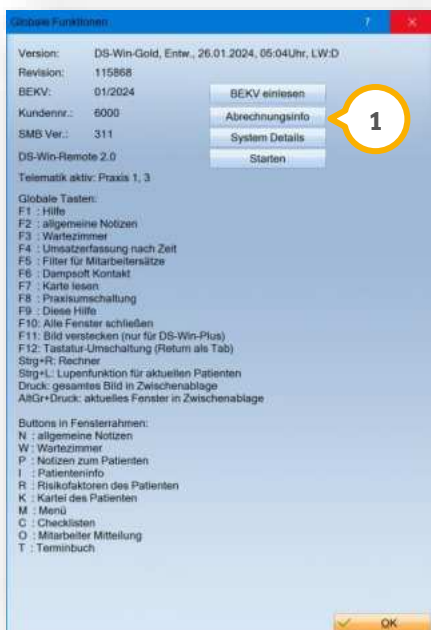 Globale Funktionen ?
Version: DS-Win-Gold, Entw., 26.01.2024, 05:04Uhr, LW:D
Revision: 115868
BEKV: 01/2024 BEKV einlesen
Kundennr.: 6000 Abrechnungsinfo 1
SMB Ver.: 311 System Details
DS-Win-Remote 2.0 Starten
Telematik aktiv: Praxis 1, 3
Globale Tasten:
F1 : Hilfe
F2 : allgemeine Notizen
F3 : Wartezimmer
F4 : Umsatzerfassung nach Zeit
F5 : Filter für Mitarbeitersätze
F6 : Dampsoft Kontakt
F7 : Karte lesen
F8 : Praxisumschaltung
F9 : Diese Hilfe
F10: Alle Fenster schließen
F11: Bild verstecken (nur für DS-Win-Plus)
F12: Tastatur-Umschaltung (Return als Tab)
Strg+R: Rechner
Strg+L: Lupenfunktion für aktuellen Patienten
Druck: gesamtes Bild in Zwischenablage
AltGr+Druck: aktuelles Fenster in Zwischenablage
Buttons in Fensterrahmen:
N : allgemeine Notizen
W : Wartezimmer
P : Notizen zum Patienten
I : Patienteninfo
R : Risikofaktoren des Patienten
K : Kartei des Patienten
M : Menü
C : Checklisten
O : Mitarbeiter Mitteilung
T : Terminbuch
OK